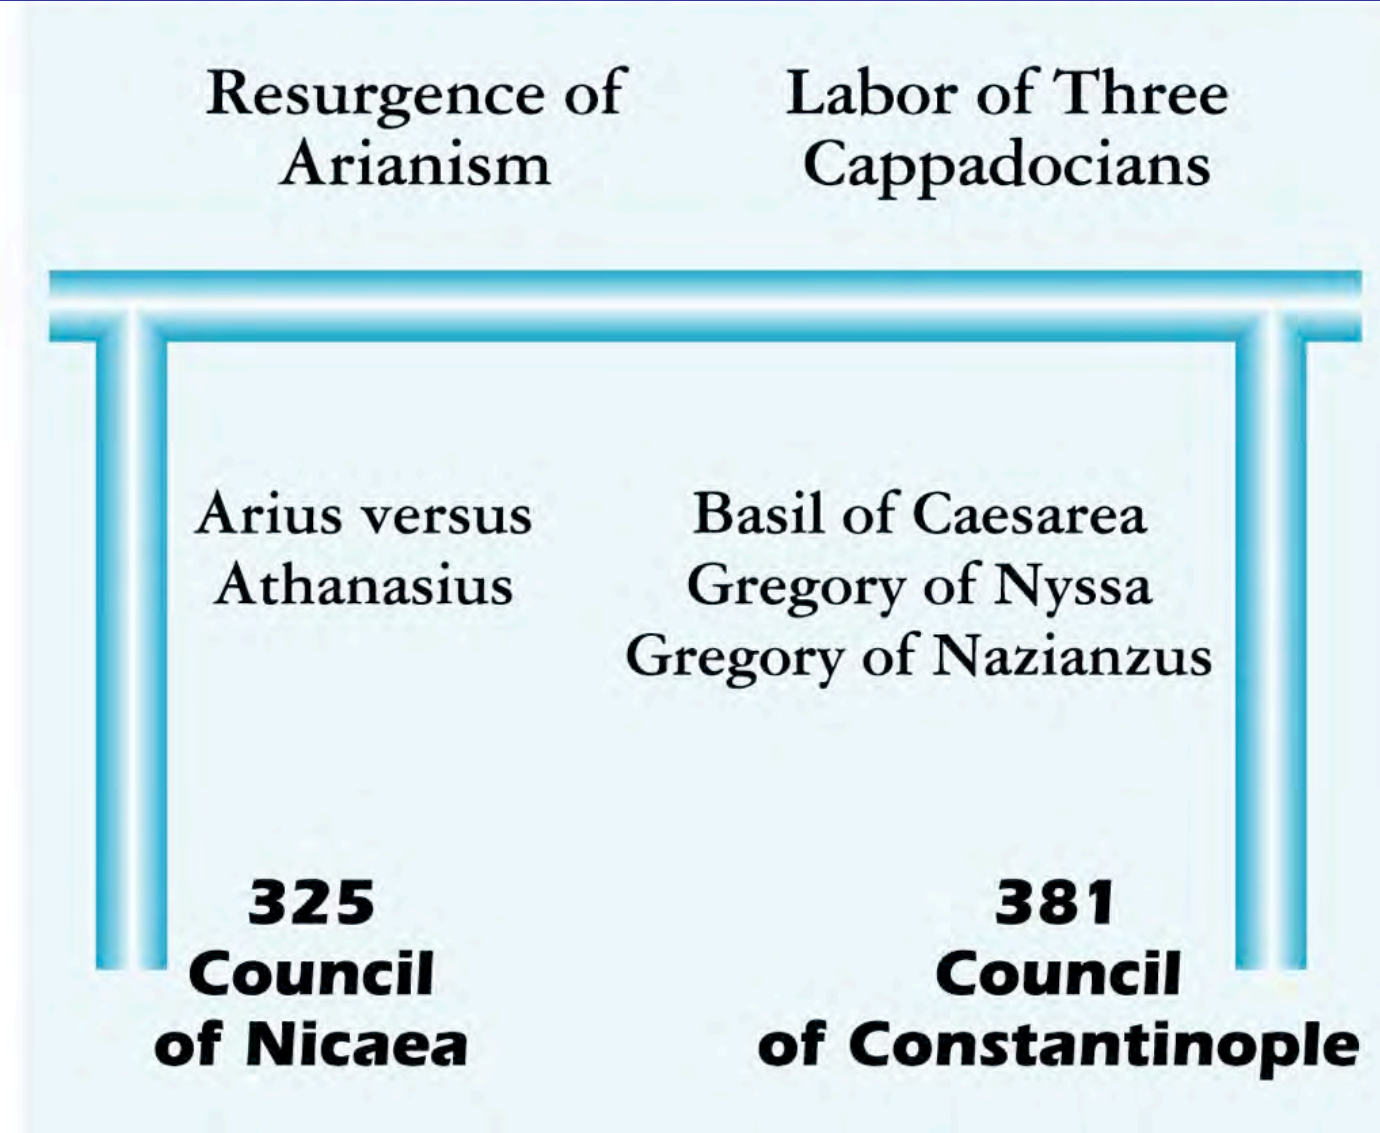 Resurgence of
Arianism
Labor of Three
Cappadocians
Arius versus
Athanasius
Basil of Caesarea
Gregory of Nyssa
Gregory of Nazianzus
325
Council
of Nicaea
381
Council
of Constantinople